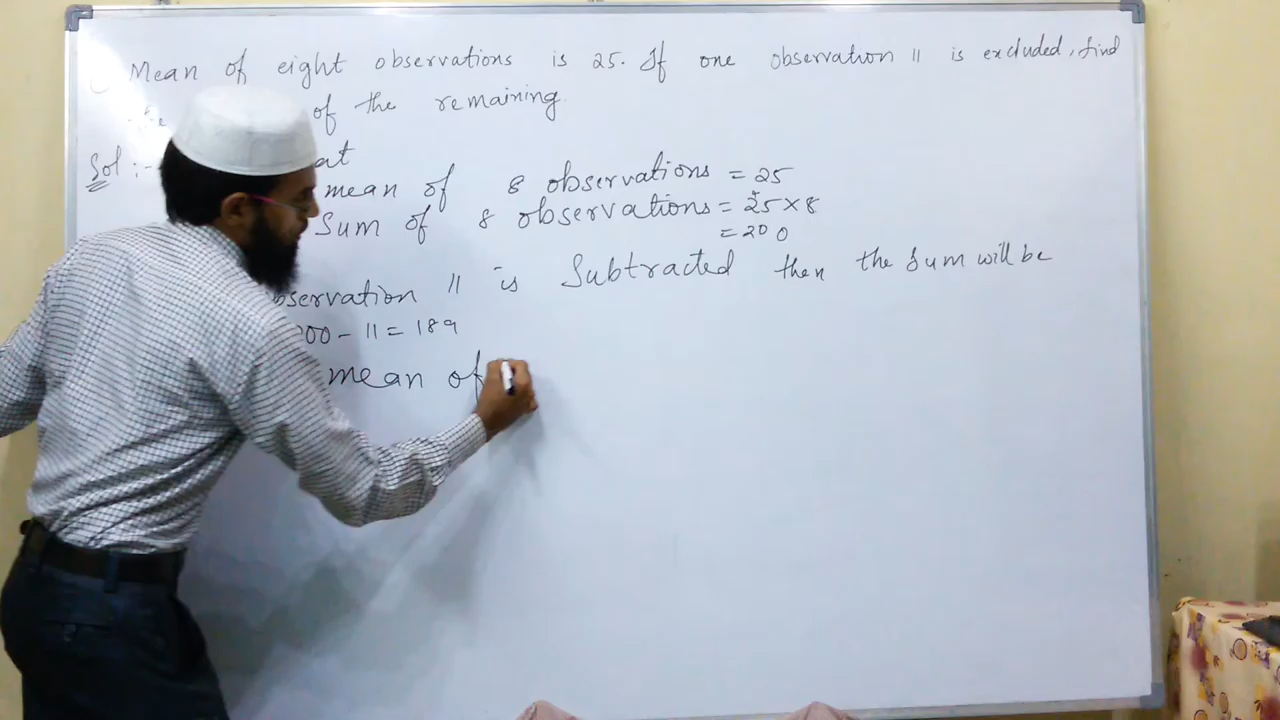 Mean of eight observations is 25. If one observation 11 is excluded, find
the of the remaining.
Sol :- at
mean of 8 observations = 25
Sum of 8 observations = 25 × 8
= 200
bservation 11 is Subtracted then the Sum will be
200 - 11 = 189
mean of